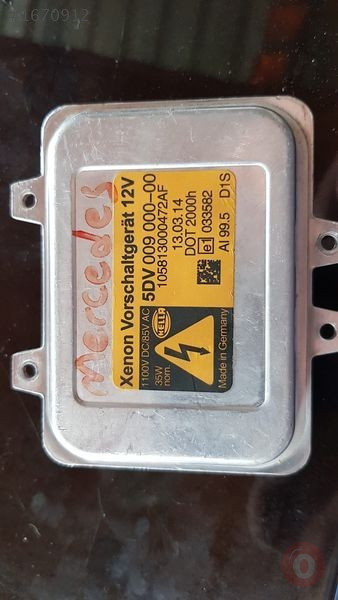 1670912
Mercedes
Xenon Vorschaltgerät 12V
5DV 009 000-00
105813000472AF
13.03.14
DOT 2000h
e1 033582
AI 99.5 D1S
1100V DC/85V AC
35W
nom.
HELLA
Made in Germany